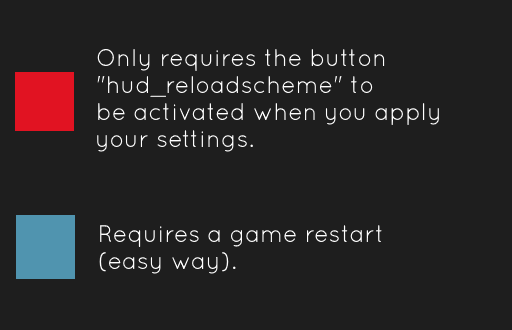 Only requires the button
"hud_reloadscheme" to
be activated when you apply
your settings.
Requires a game restart
(easy way).